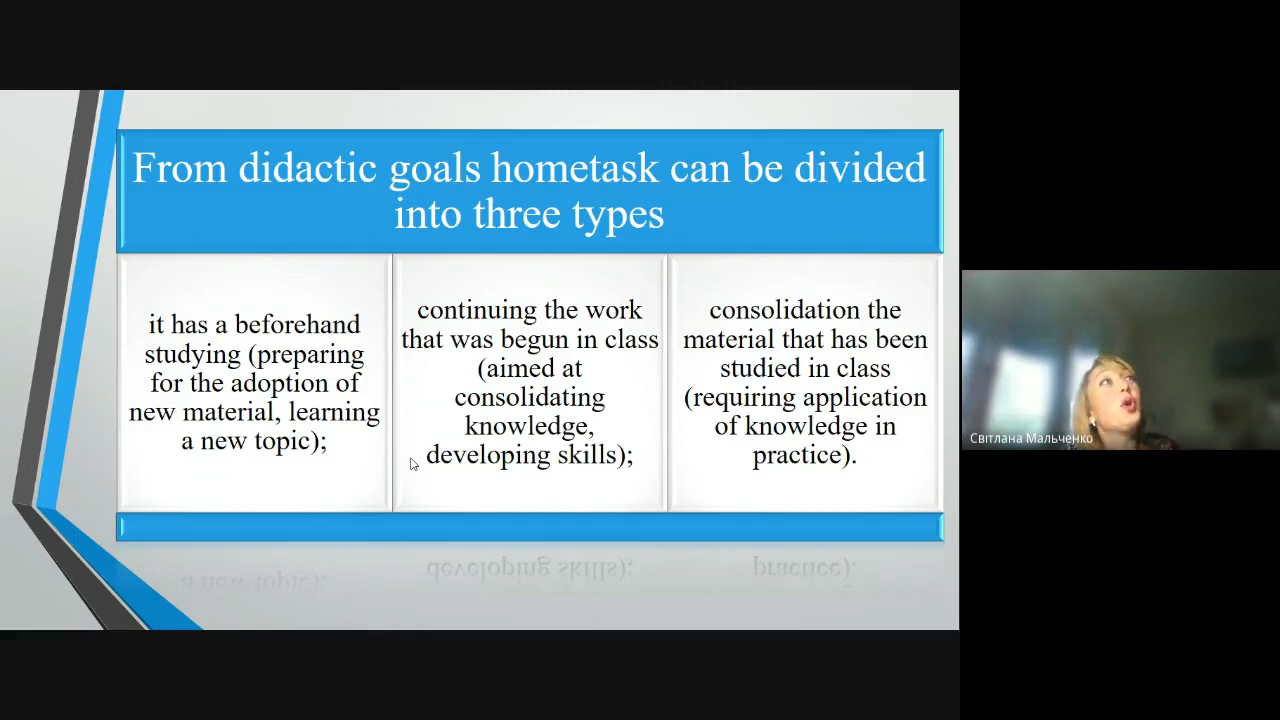 From didactic goals hometask can be divided
into three types
it has a beforehand
studying (preparing
for the adoption of
new material, learning
a new topic);
continuing the work
that was begun in class
(aimed at
consolidating
knowledge,
developing skills);
consolidation the
material that has been
studied in class
(requiring application
of knowledge in
practice).
Світлана Мальченко